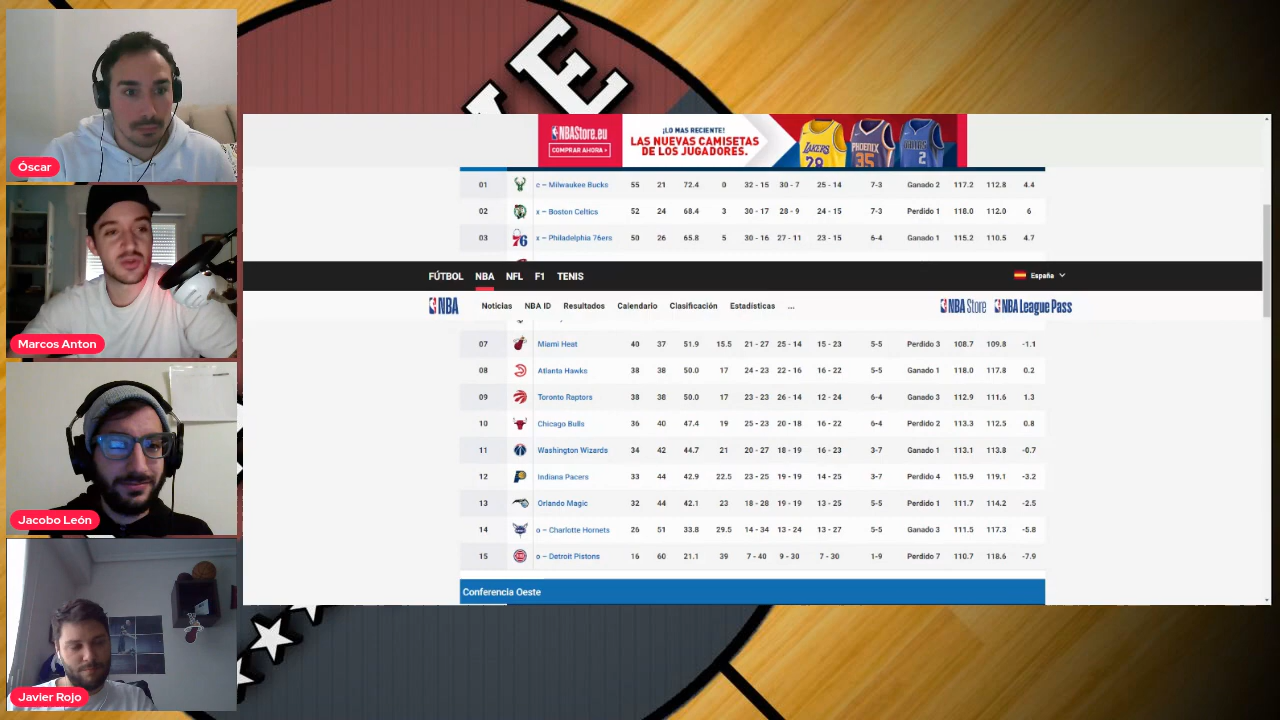 Óscar
Marcos Anton
Jacobo León
Javier Rojo
VE
NBAStore.eu
COMPRAR AHORA >
¡LO MAS RECIENTE!
LAS NUEVAS CAMISETAS
DE LOS JUGADORES.
LAKERS
28
PHOENIX
35
2
01 c – Milwaukee Bucks 55 21 72.4 0 32 - 15 30 - 7 25 - 14 7-3 Ganado 2 117.2 112.8 4.4
02 x – Boston Celtics 52 24 68.4 3 30 - 17 28 - 9 24 - 15 7-3 Perdido 1 118.0 112.0 6
03 76 x – Philadelphia 76ers 50 26 65.8 5 30 - 16 27 - 11 23 - 15 6-4 Ganado 1 115.2 110.5 4.7
FÚTBOL NBA NFL F1 TENIS España
NBA Noticias NBA ID Resultados Calendario Clasificación Estadísticas ... NBA Store NBA League Pass
07 Miami Heat 40 37 51.9 15.5 21 - 27 25 - 14 15 - 23 5-5 Perdido 3 108.7 109.8 -1.1
08 Atlanta Hawks 38 38 50.0 17 24 - 23 22 - 16 16 - 22 5-5 Ganado 1 118.0 117.8 0.2
09 Toronto Raptors 38 38 50.0 17 23 - 23 26 - 14 12 - 24 6-4 Ganado 3 112.9 111.6 1.3
10 Chicago Bulls 36 40 47.4 19 25 - 23 20 - 18 16 - 22 6-4 Perdido 2 113.3 112.5 0.8
11 Washington Wizards 34 42 44.7 21 20 - 27 18 - 19 16 - 23 3-7 Ganado 1 113.1 113.8 -0.7
12 Indiana Pacers 33 44 42.9 22.5 23 - 25 19 - 19 14 - 25 3-7 Perdido 4 115.9 119.1 -3.2
13 Orlando Magic 32 44 42.1 23 18 - 28 19 - 19 13 - 25 5-5 Perdido 1 111.7 114.2 -2.5
14 o – Charlotte Hornets 26 51 33.8 29.5 14 - 34 13 - 24 13 - 27 5-5 Ganado 3 111.5 117.3 -5.8
15 o – Detroit Pistons 16 60 21.1 39 7 - 40 9 - 30 7 - 30 1-9 Perdido 7 110.7 118.6 -7.9
Conferencia Oeste